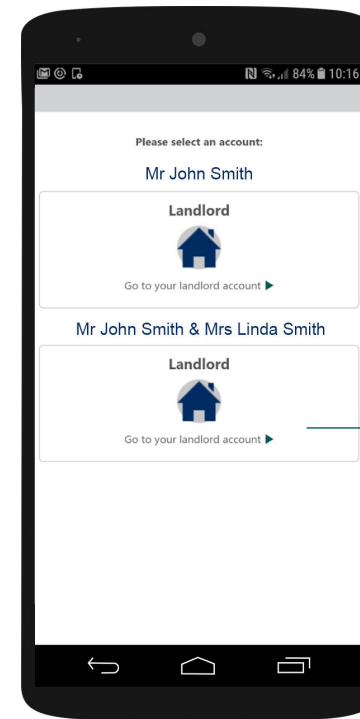 84% 10:16
Please select an account:
Mr John Smith
Landlord
Go to your landlord account
Mr John Smith & Mrs Linda Smith
Landlord
Go to your landlord account